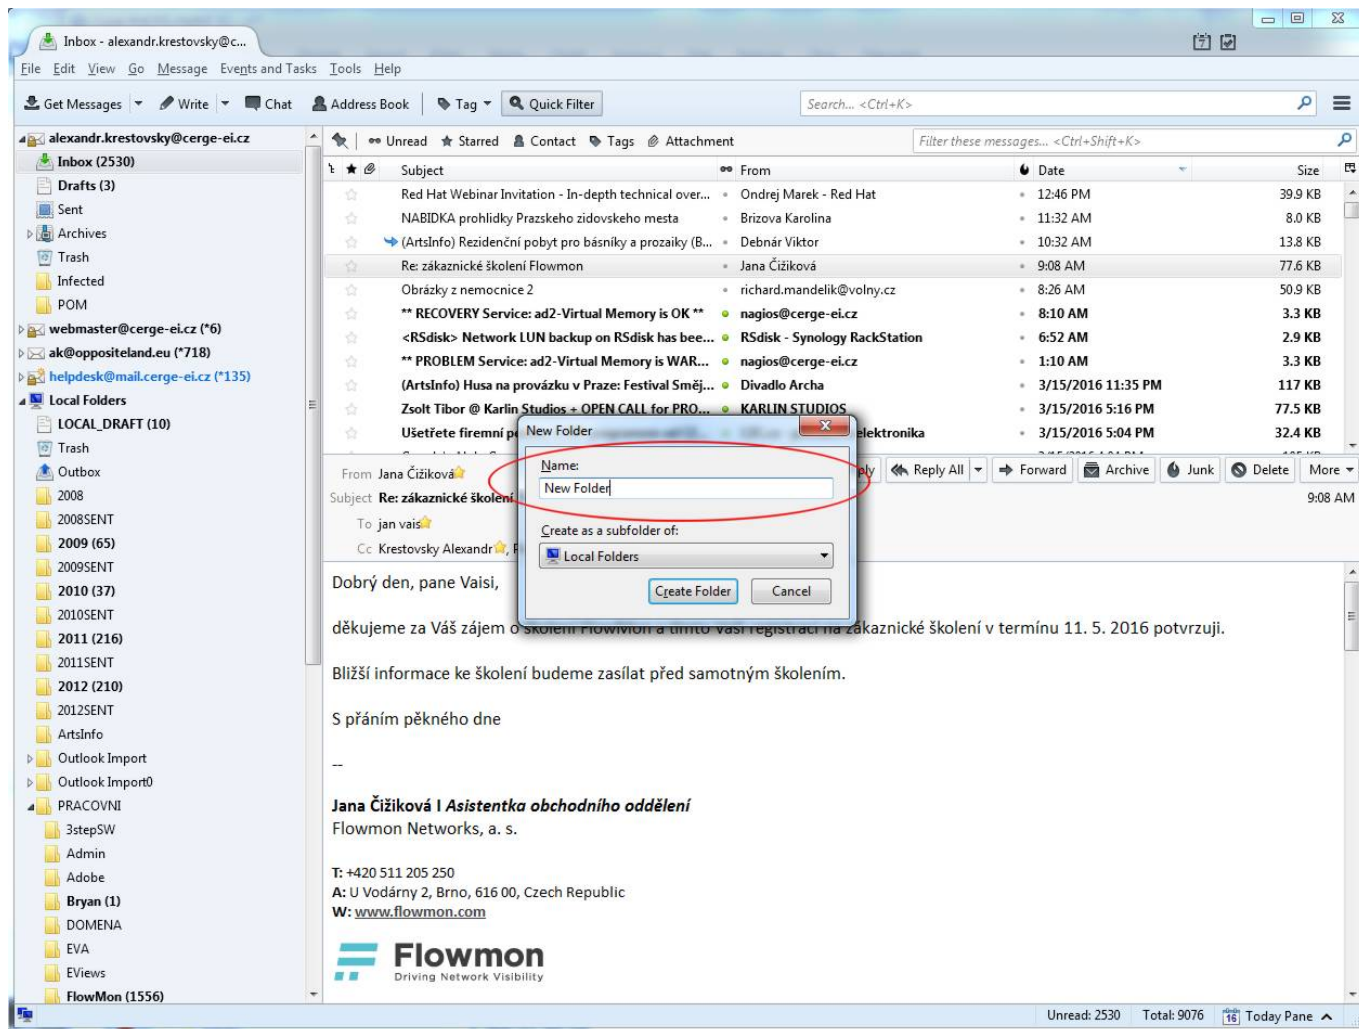 Inbox - alexandr.krestovsky@c...
File Edit View Go Message Events and Tasks Tools Help
Get Messages Write Chat Address Book Tag Quick Filter Search... <Ctrl+K>
alexandr.krestovsky@cerge-ei.cz
Inbox (2530)
Drafts (3)
Sent
Archives
Trash
Infected
POM
webmaster@cerge-ei.cz (*6)
ak@oppositeland.eu (*718)
helpdesk@mail.cerge-ei.cz (*135)
Local Folders
LOCAL_DRAFT (10)
Trash
Outbox
2008
2008SENT
2009 (65)
2009SENT
2010 (37)
2010SENT
2011 (216)
2011SENT
2012 (210)
2012SENT
ArtsInfo
Outlook Import
Outlook Import0
PRACOVNI
3stepSW
Admin
Adobe
Bryan (1)
DOMENA
EVA
EViews
FlowMon (1556)
Unread Starred Contact Tags Attachment Filter these messages... <Ctrl+Shift+K>
Subject From Date Size
Red Hat Webinar Invitation - In-depth technical over... Ondrej Marek - Red Hat 12:46 PM 39.9 KB
NABIDKA prohlidky Prazskeho zidovskeho mesta Brizova Karolina 11:32 AM 8.0 KB
(ArtsInfo) Rezidenční pobyt pro básníky a prozaiky (B... Debnár Viktor 10:32 AM 13.8 KB
Re: zákaznické školení Flowmon Jana Čižiková 9:08 AM 77.6 KB
Obrázky z nemocnice 2 richard.mandelik@volny.cz 8:26 AM 50.9 KB
** RECOVERY Service: ad2-Virtual Memory is OK ** nagios@cerge-ei.cz 8:10 AM 3.3 KB
<RSdisk> Network LUN backup on RSdisk has bee... RSdisk - Synology RackStation 6:52 AM 2.9 KB
** PROBLEM Service: ad2-Virtual Memory is WAR... nagios@cerge-ei.cz 1:10 AM 3.3 KB
(ArtsInfo) Husa na provázku v Praze: Festival Směj... Divadlo Archa 3/15/2016 11:35 PM 117 KB
Zsolt Tibor @ Karlin Studios + OPEN CALL for PRO... KARLIN STUDIOS 3/15/2016 5:16 PM 77.5 KB
Ušetřete firemní elektronika 3/15/2016 5:04 PM 32.4 KB
From Jana Čižiková Reply All Forward Archive Junk Delete More
Subject Re: zákaznické školení 9:08 AM
To jan vais
Cc Krestovsky Alexandr
New Folder
Name:
New Folder
Create as a subfolder of:
Local Folders
Create Folder Cancel
Dobrý den, pane Vaisi,
děkujeme za Váš zájem o školení FlowMon a tímto Vaši registraci na zákaznické školení v termínu 11. 5. 2016 potvrzuji.
Bližší informace ke školení budeme zasílat před samotným školením.
S přáním pěkného dne
--
Jana Čižiková I Asistentka obchodního oddělení
Flowmon Networks, a. s.
T: +420 511 205 250
A: U Vodárny 2, Brno, 616 00, Czech Republic
W: www.flowmon.com
Flowmon
Driving Network Visibility
Unread: 2530 Total: 9076 16 Today Pane